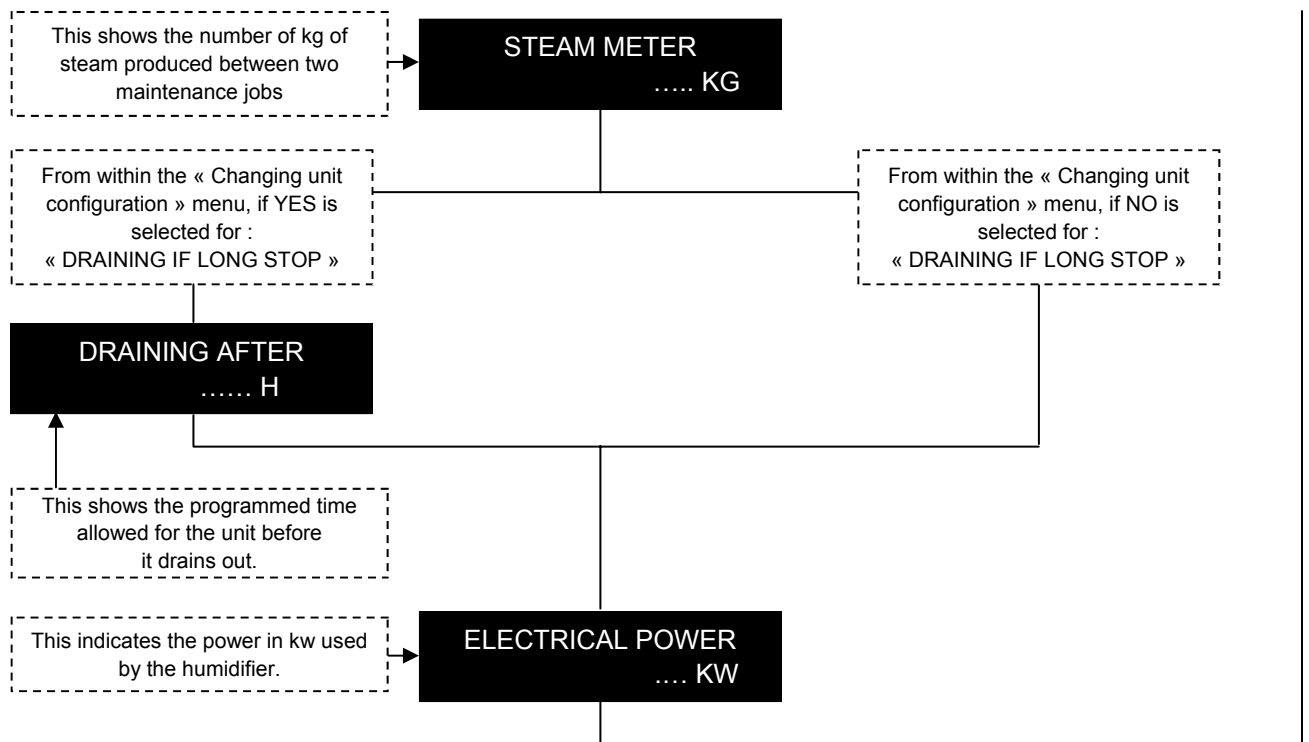 This shows the number of kg of
steam produced between two
maintenance jobs
STEAM METER
….. KG
From within the « Changing unit
configuration » menu, if YES is
selected for :
« DRAINING IF LONG STOP »
From within the « Changing unit
configuration » menu, if NO is
selected for :
« DRAINING IF LONG STOP »
DRAINING AFTER
…… H
This shows the programmed time
allowed for the unit before
it drains out.
This indicates the power in kw used
by the humidifier.
ELECTRICAL POWER
…. KW